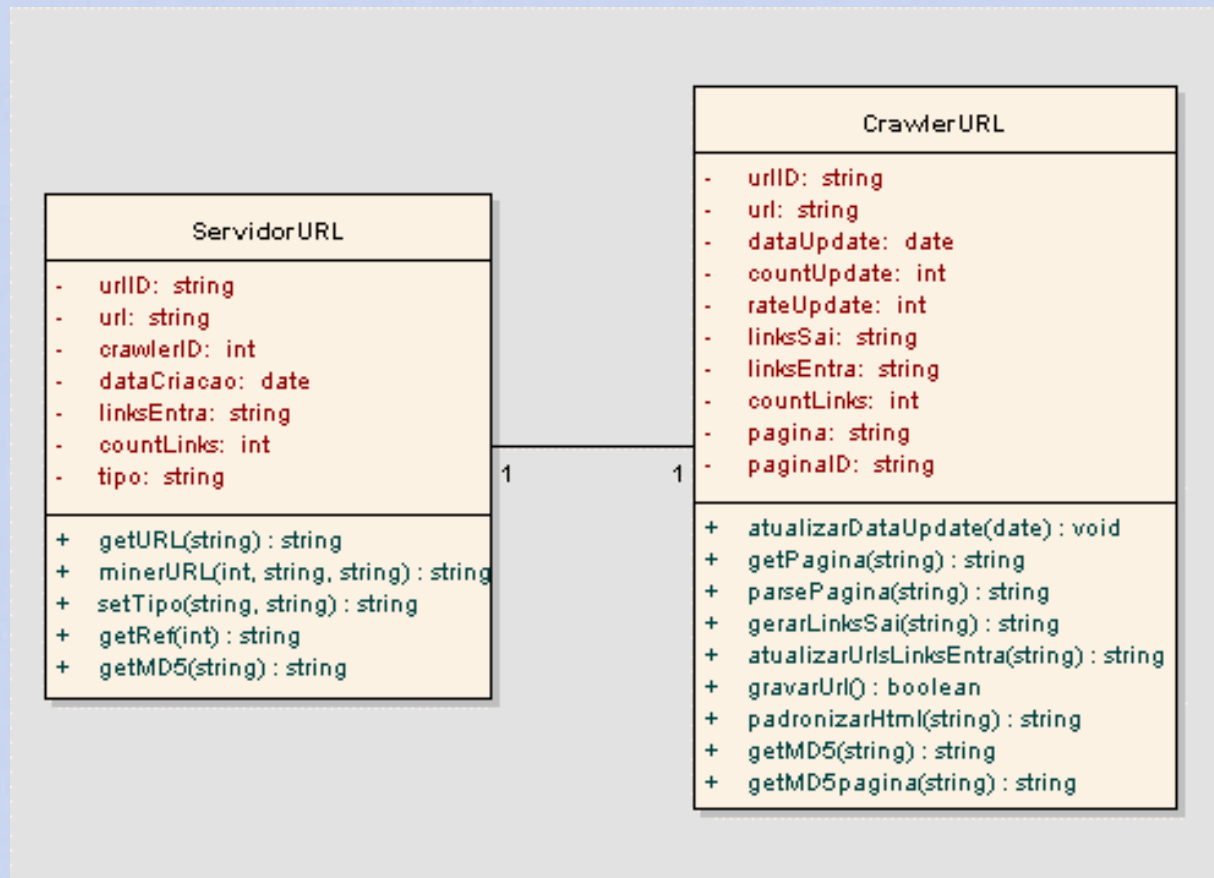 ServidorURL
- urlID: string
- url: string
- crawlerID: int
- dataCriacao: date
- linksEntra: string
- countLinks: int
- tipo: string
+ getURL(string) : string
+ minerURL(int, string, string) : string
+ setTipo(string, string) : string
+ getRef(int) : string
+ getMD5(string) : string
1
1
CrawlerURL
- urlID: string
- url: string
- dataUpdate: date
- countUpdate: int
- rateUpdate: int
- linksSai: string
- linksEntra: string
- countLinks: int
- pagina: string
- paginaID: string
+ atualizarDataUpdate(date) : void
+ getPagina(string) : string
+ parsePagina(string) : string
+ gerarLinksSai(string) : string
+ atualizarUrlsLinksEntra(string) : string
+ gravarUrl() : boolean
+ padronizarHtml(string) : string
+ getMD5(string) : string
+ getMD5pagina(string) : string